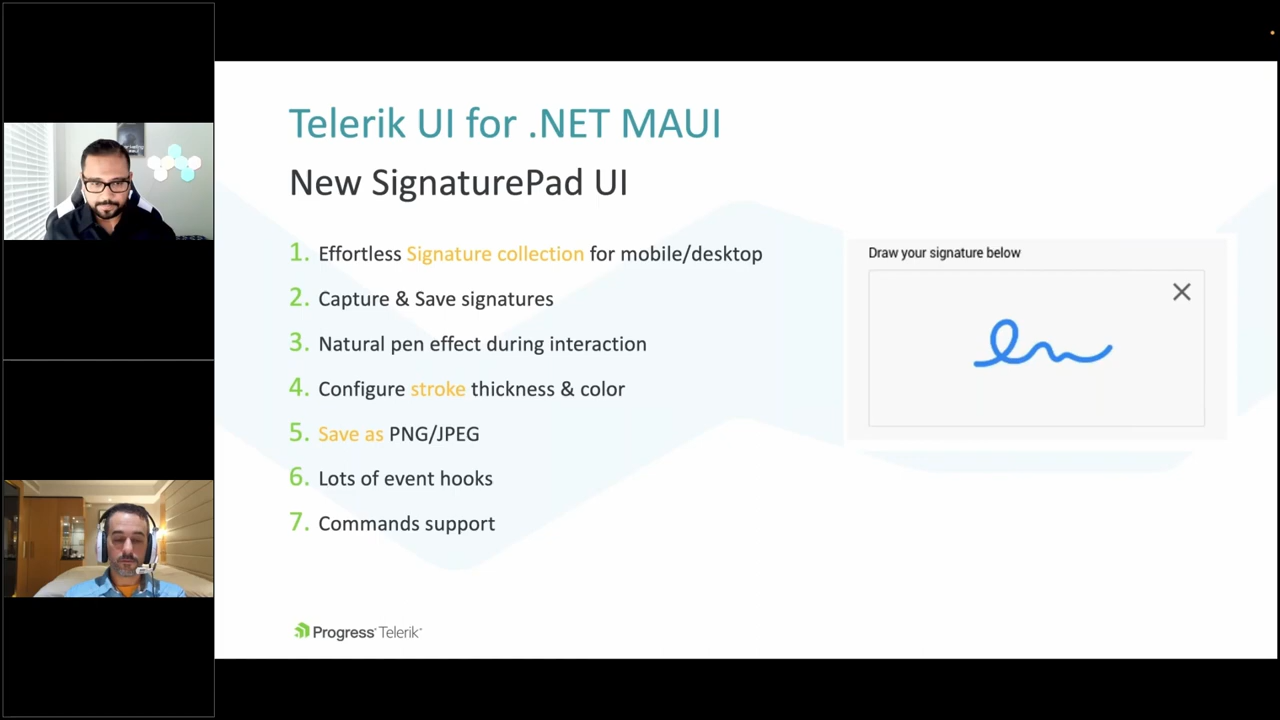 Telerik UI for .NET MAUI
New SignaturePad UI
1. Effortless Signature collection for mobile/desktop
2. Capture & Save signatures
3. Natural pen effect during interaction
4. Configure stroke thickness & color
5. Save as PNG/JPEG
6. Lots of event hooks
7. Commands support
Draw your signature below
Progress Telerik